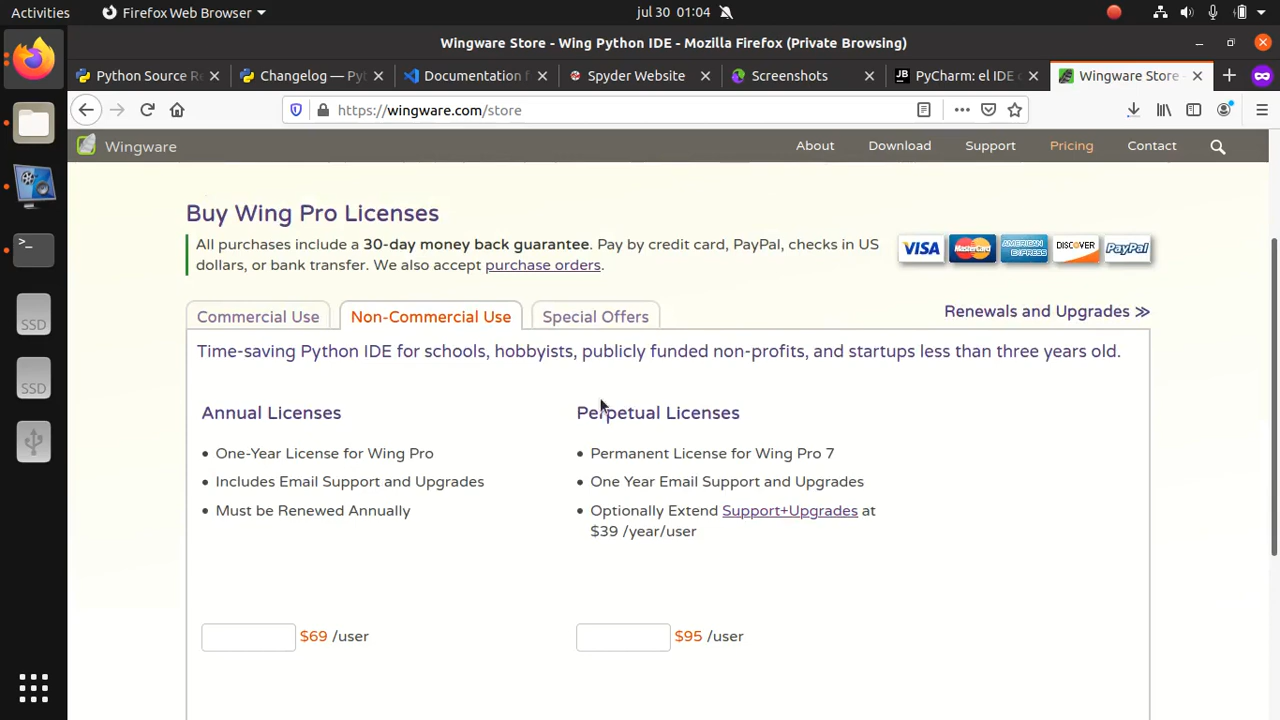 Activities
Firefox Web Browser
jul 30 01:04
Wingware Store - Wing Python IDE - Mozilla Firefox (Private Browsing)
Python Source R
Changelog — Pyt
Documentation f
Spyder Website
Screenshots
JB
PyCharm: el IDE
Wingware Store -
https://wingware.com/store
Wingware
About
Download
Support
Pricing
Contact
Buy Wing Pro Licenses
All purchases include a 30-day money back guarantee. Pay by credit card, PayPal, checks in US
dollars, or bank transfer. We also accept purchase orders.
VISA
MasterCard
AMERICAN EXPRESS
DISCOVER
PayPal
Commercial Use
Non-Commercial Use
Special Offers
Renewals and Upgrades ≫
Time-saving Python IDE for schools, hobbyists, publicly funded non-profits, and startups less than three years old.
Annual Licenses
• One-Year License for Wing Pro
• Includes Email Support and Upgrades
• Must be Renewed Annually
$69 /user
Perpetual Licenses
• Permanent License for Wing Pro 7
• One Year Email Support and Upgrades
• Optionally Extend Support+Upgrades at
$39 /year/user
$95 /user
>_
SSD
SSD